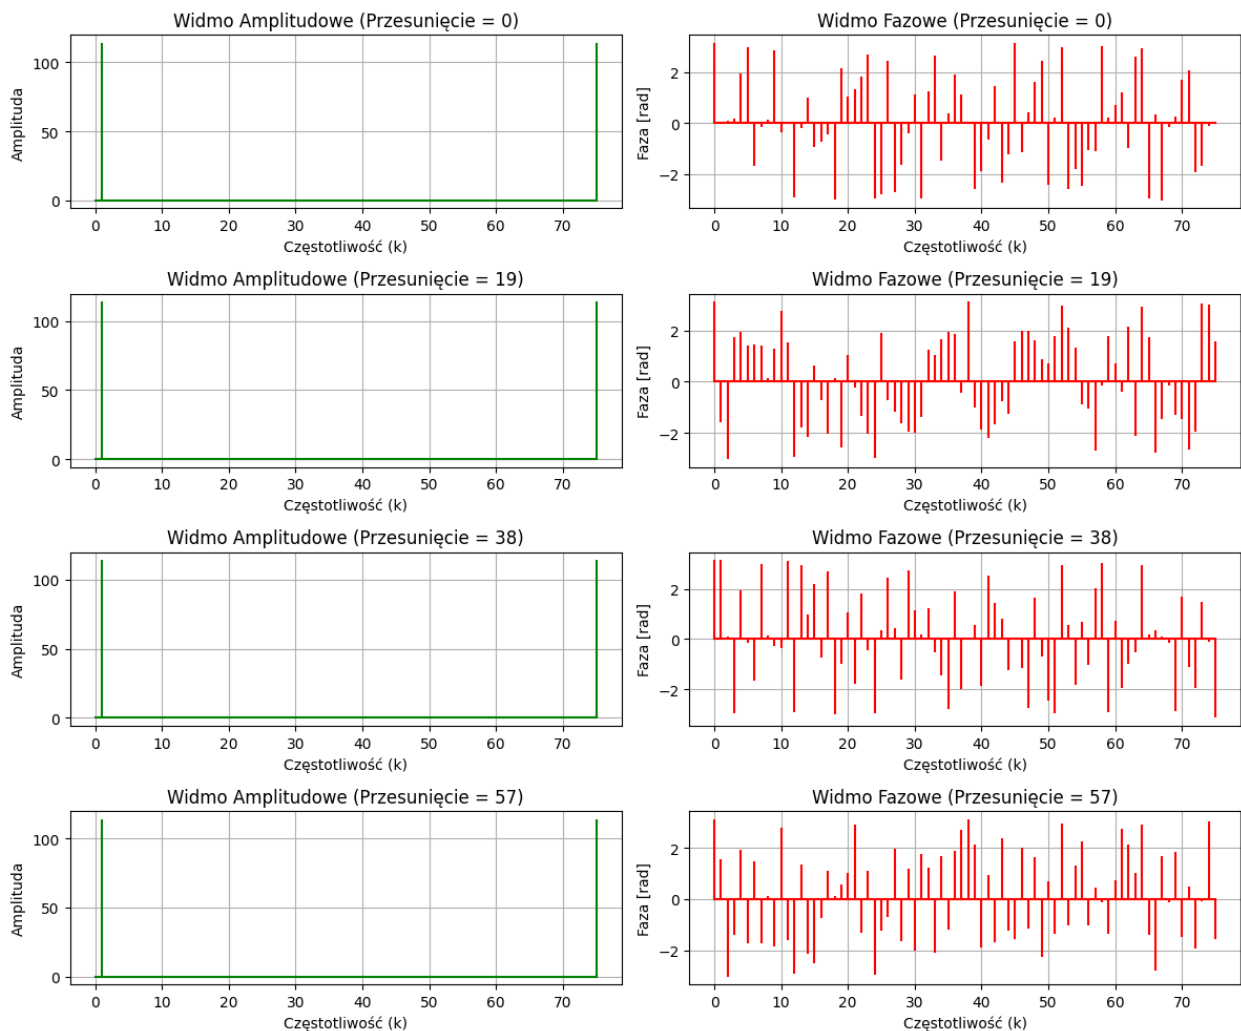 Widmo Amplitudowe (Przesunięcie = 0)
Amplituda
100
50
0
0 10 20 30 40 50 60 70
Częstotliwość (k)
Widmo Fazowe (Przesunięcie = 0)
Faza [rad]
2
0
−2
0 10 20 30 40 50 60 70
Częstotliwość (k)
Widmo Amplitudowe (Przesunięcie = 19)
Amplituda
100
50
0
0 10 20 30 40 50 60 70
Częstotliwość (k)
Widmo Fazowe (Przesunięcie = 19)
Faza [rad]
2
0
−2
0 10 20 30 40 50 60 70
Częstotliwość (k)
Widmo Amplitudowe (Przesunięcie = 38)
Amplituda
100
50
0
0 10 20 30 40 50 60 70
Częstotliwość (k)
Widmo Fazowe (Przesunięcie = 38)
Faza [rad]
2
0
−2
0 10 20 30 40 50 60 70
Częstotliwość (k)
Widmo Amplitudowe (Przesunięcie = 57)
Amplituda
100
50
0
0 10 20 30 40 50 60 70
Częstotliwość (k)
Widmo Fazowe (Przesunięcie = 57)
Faza [rad]
2
0
−2
0 10 20 30 40 50 60 70
Częstotliwość (k)